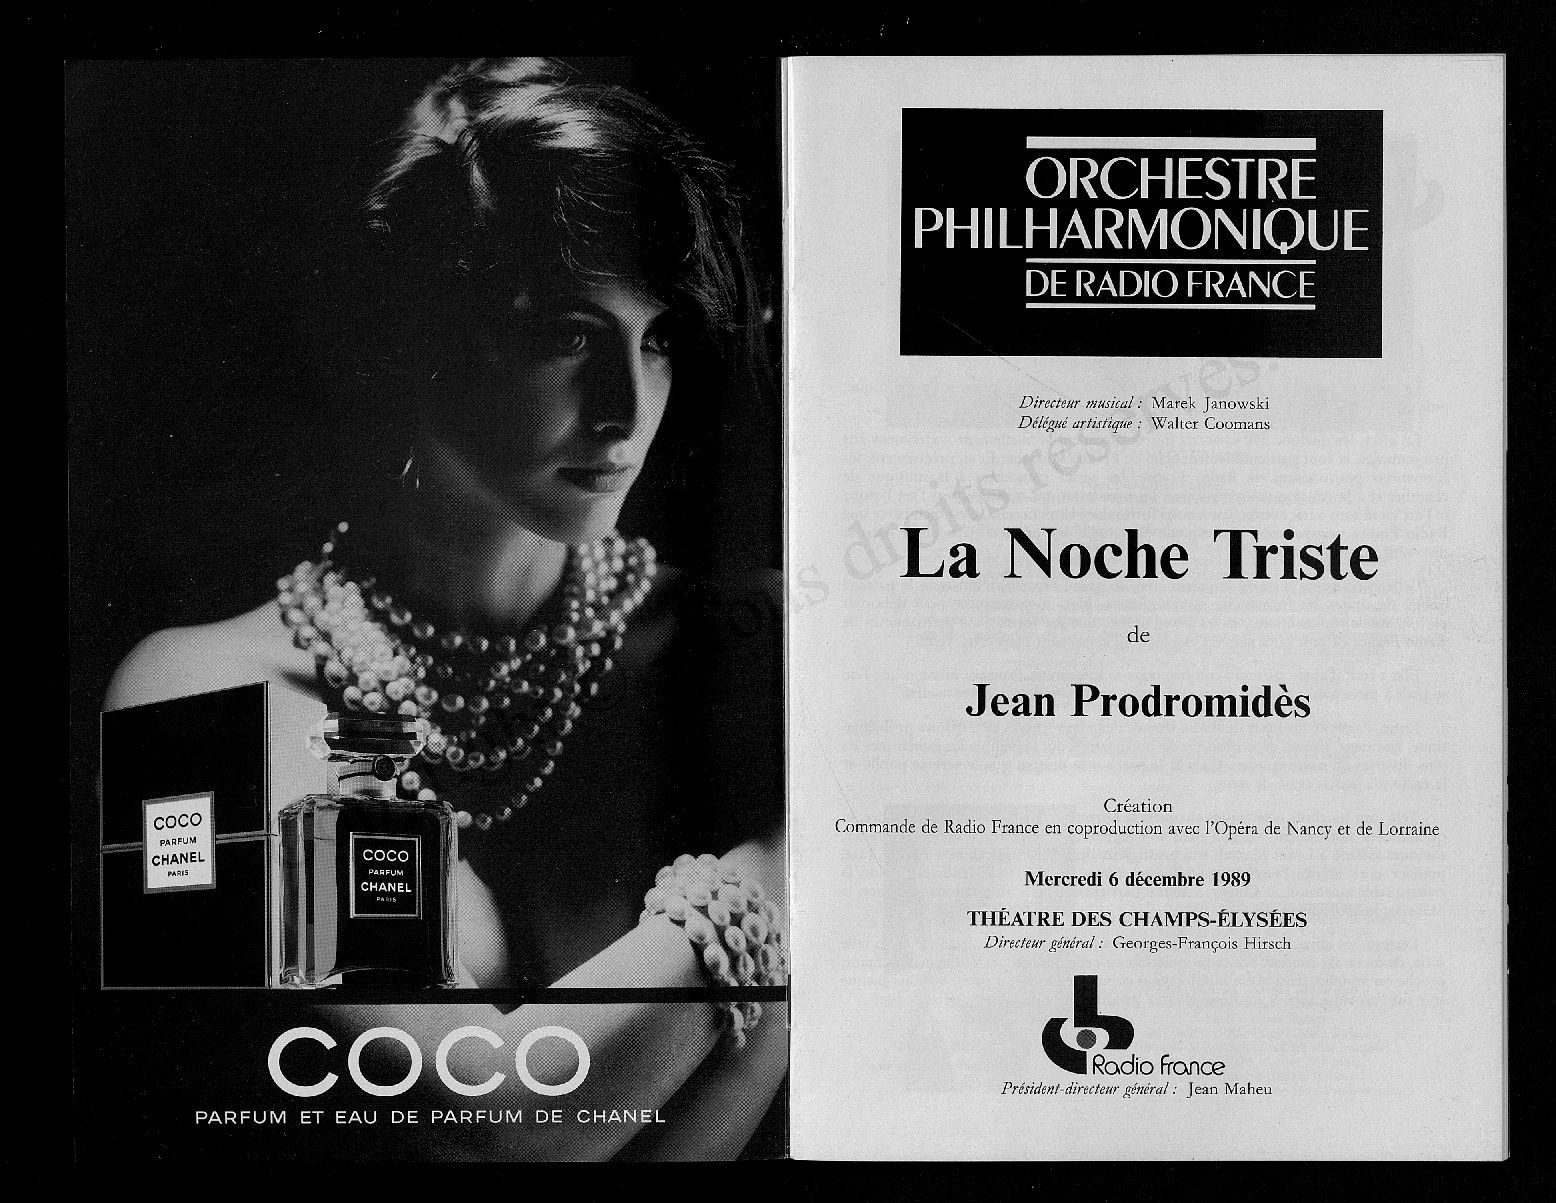 COCO
PARFUM
CHANEL
PARIS
COCO
PARFUM
CHANEL
PARIS
COCO
PARFUM ET EAU DE PARFUM DE CHANEL
ORCHESTRE
PHILHARMONIQUE
DE RADIO FRANCE
Directeur musical : Marek Janowski
Délégué artistique : Walter Coomans
droits réservés.
La Noche Triste
de
Jean Prodromidès
Création
Commande de Radio France en coproduction avec l'Opéra de Nancy et de Lorraine
Mercredi 6 décembre 1989
THÉATRE DES CHAMPS-ÉLYSÉES
Directeur général : Georges-François Hirsch
Radio France
Président-directeur général : Jean Maheu